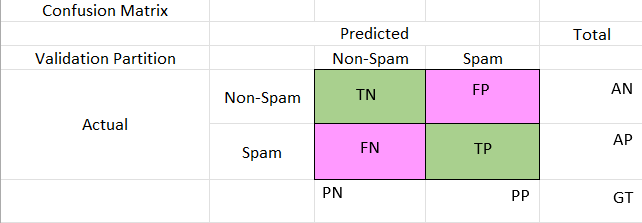 Confusion Matrix
Predicted Total
Validation Partition Non-Spam Spam
Actual
Non-Spam TN FP AN
Spam FN TP AP
PN PP GT